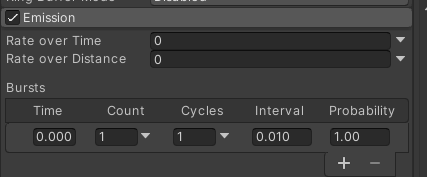 Emission
Rate over Time 0
Rate over Distance 0
Bursts
Time Count Cycles Interval Probability
0.000 1 1 0.010 1.00
+ −